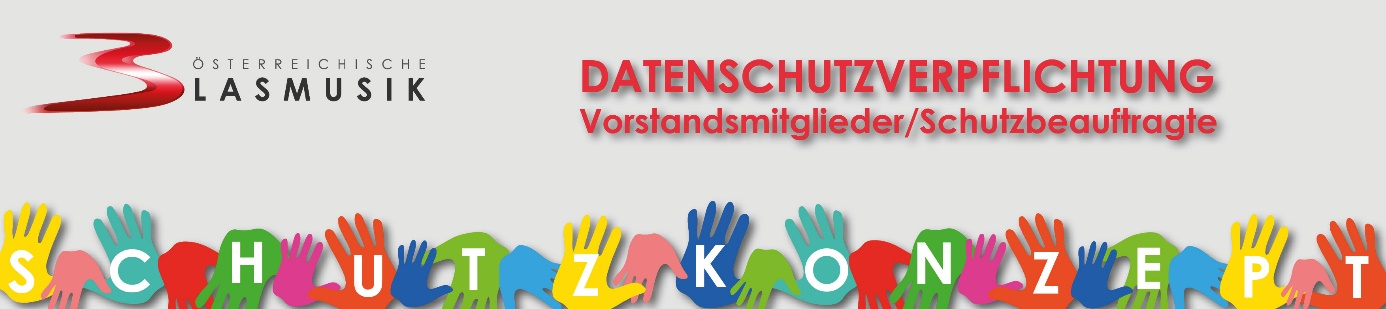 ÖSTERREICHISCHE
BLASMUSIK
DATENSCHUTZVERPFLICHTUNG
Vorstandsmitglieder/Schutzbeauftragte
SCHUTZKONZEPT